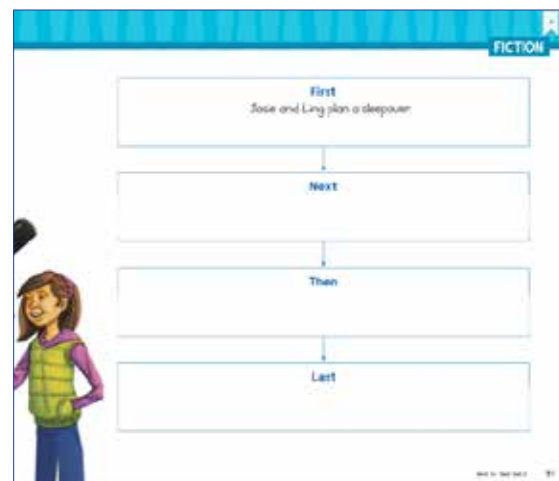 FICTION
First
Josie and Ling plan a sleepover.
Next
Then
Last